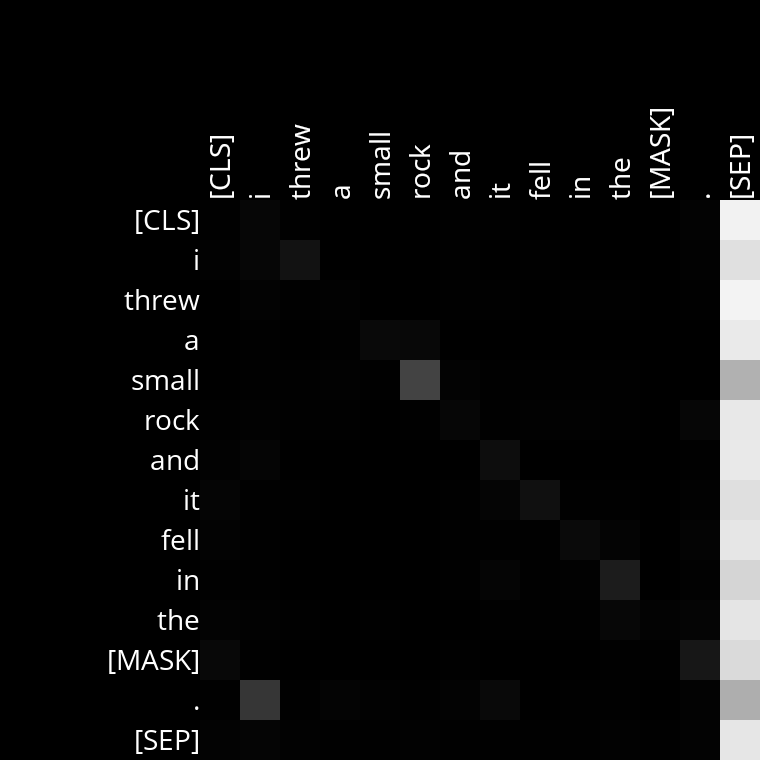 [CLS] i threw a small rock and it fell in the [MASK] . [SEP]
[CLS]
i
threw
a
small
rock
and
it
fell
in
the
[MASK]
.
[SEP]